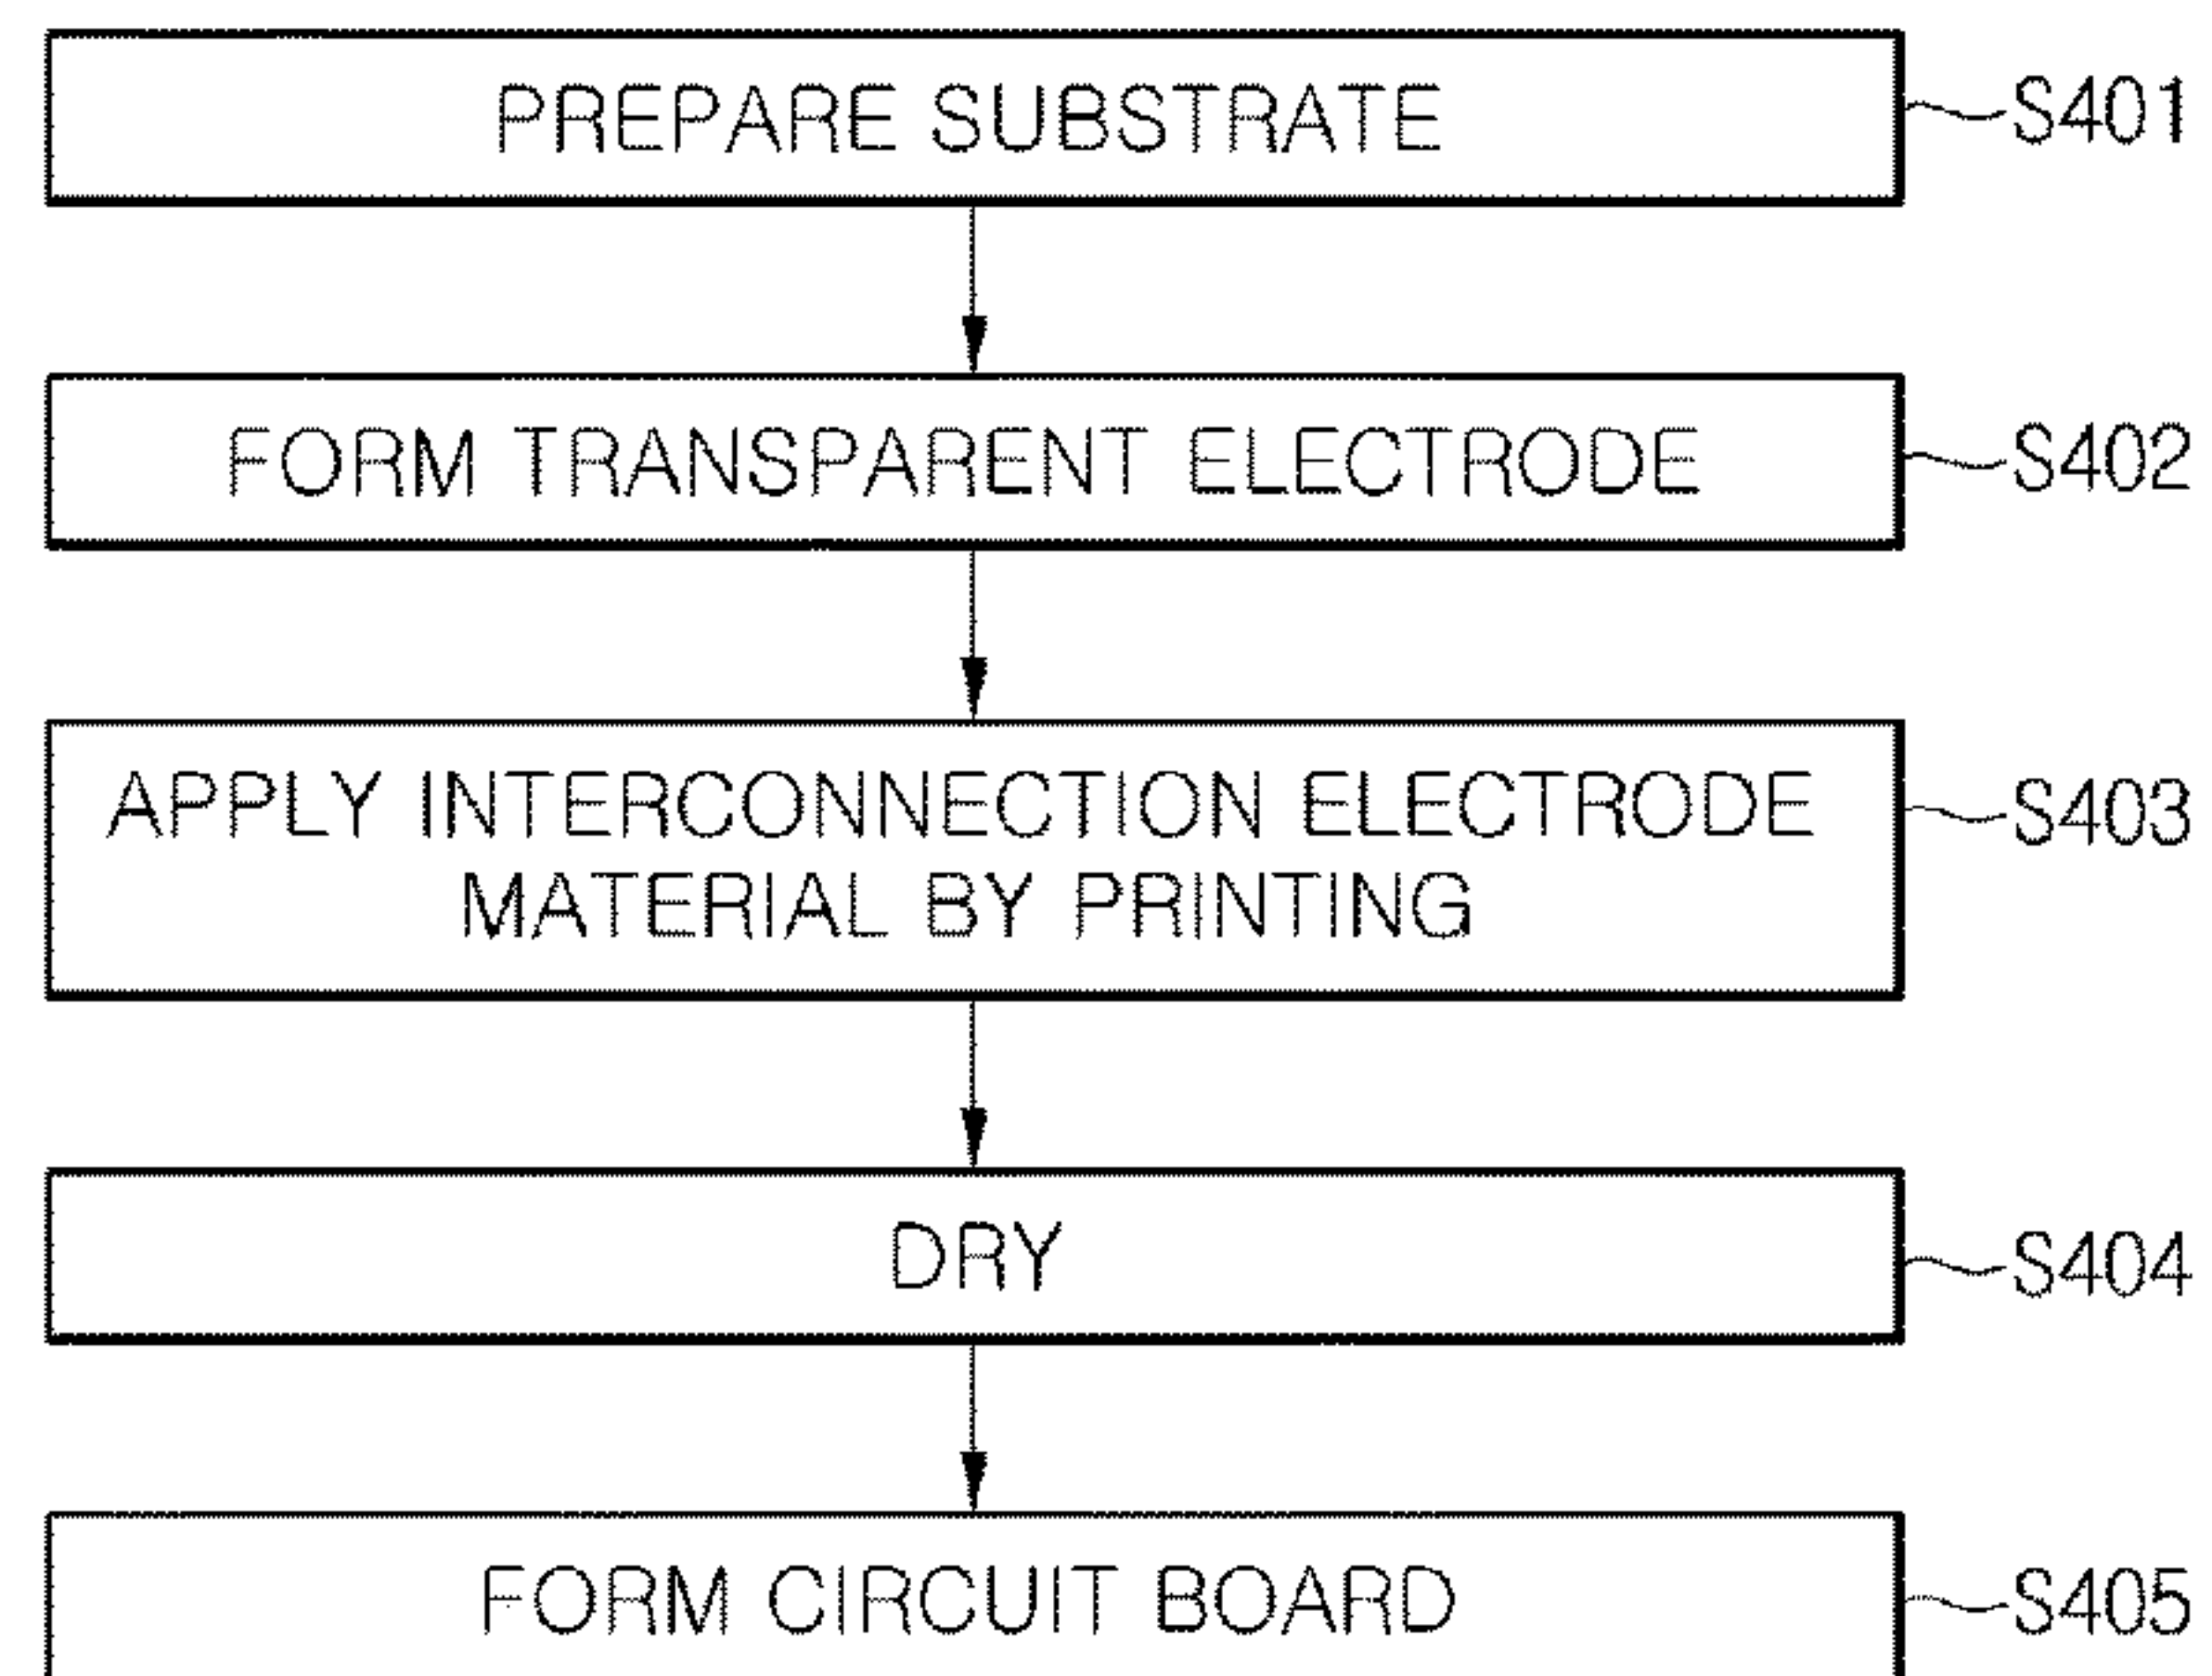 PREPARE SUBSTRATE
S401
FORM TRANSPARENT ELECTRODE
S402
APPLY INTERCONNECTION ELECTRODE
MATERIAL BY PRINTING
S403
DRY
S404
FORM CIRCUIT BOARD
S405